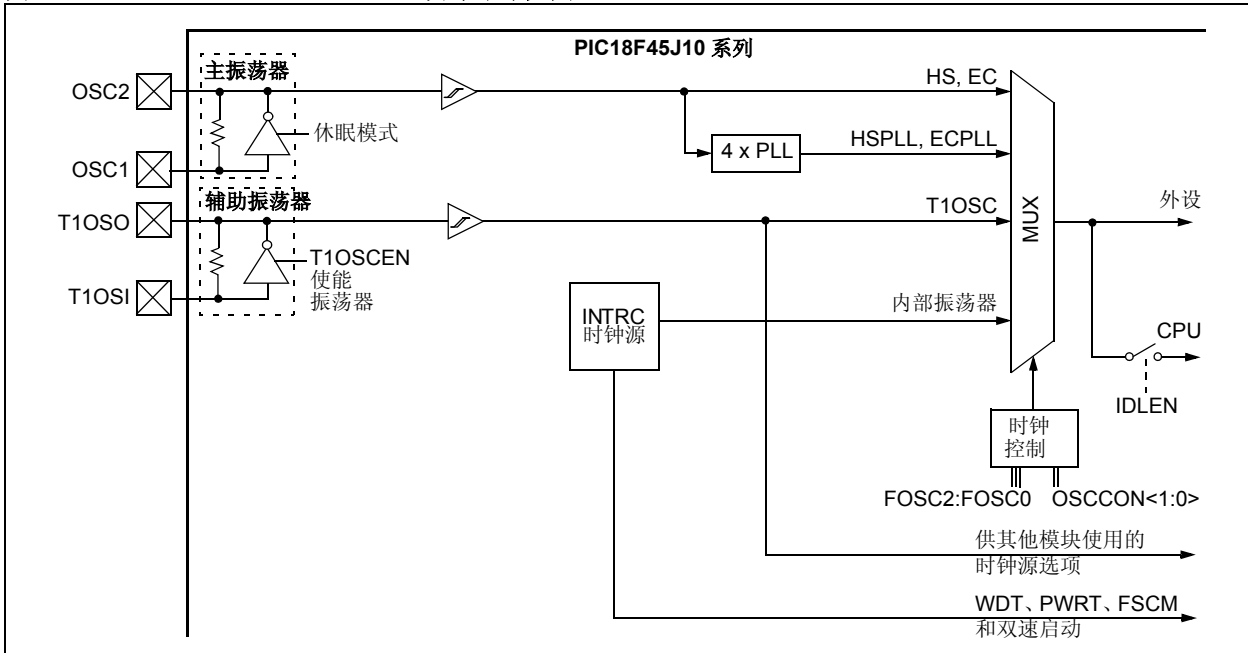 PIC18F45J10 系列
主振荡器
OSC2
HS, EC
休眠模式
4 x PLL
HSPLL, ECPLL
OSC1
辅助振荡器
T1OSO
T1OSC
MUX
外设
T1OSCEN
使能
振荡器
T1OSI
INTRC
时钟源
内部振荡器
CPU
IDLEN
时钟
控制
FOSC2:FOSC0 OSCCON<1:0>
供其他模块使用的
时钟源选项
WDT、PWRT、FSCM
和双速启动